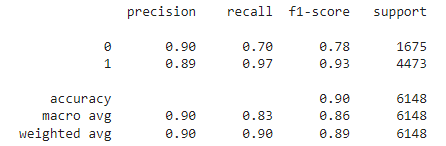 precision recall f1-score support
0 0.90 0.70 0.78 1675
1 0.89 0.97 0.93 4473
accuracy 0.90 6148
macro avg 0.90 0.83 0.86 6148
weighted avg 0.90 0.90 0.89 6148